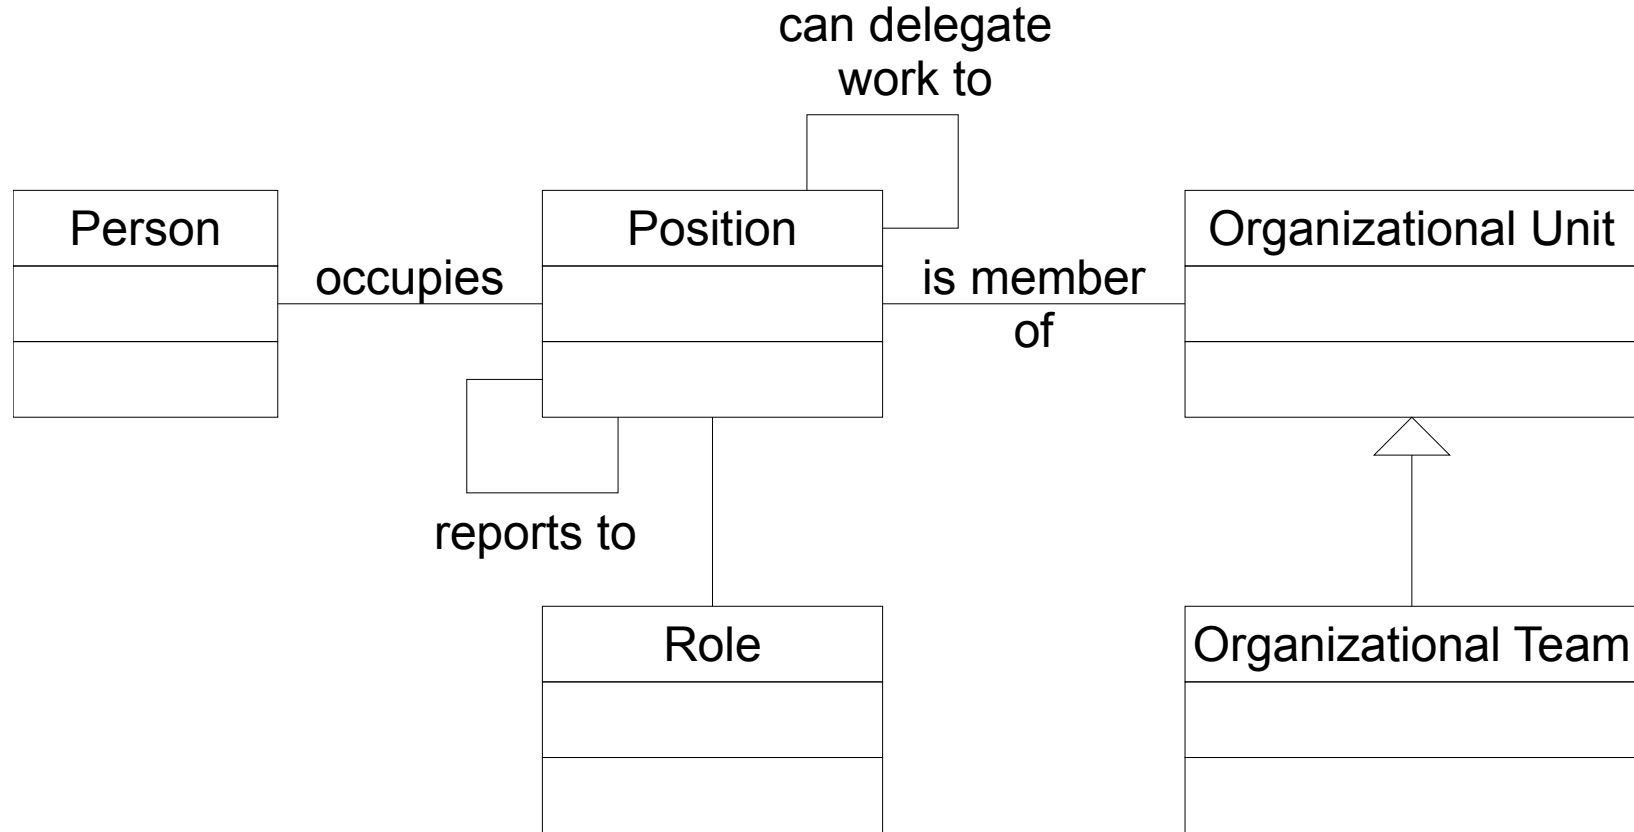 can delegate
work to
Person
Position
Organizational Unit
occupies
is member
of
reports to
Role
Organizational Team